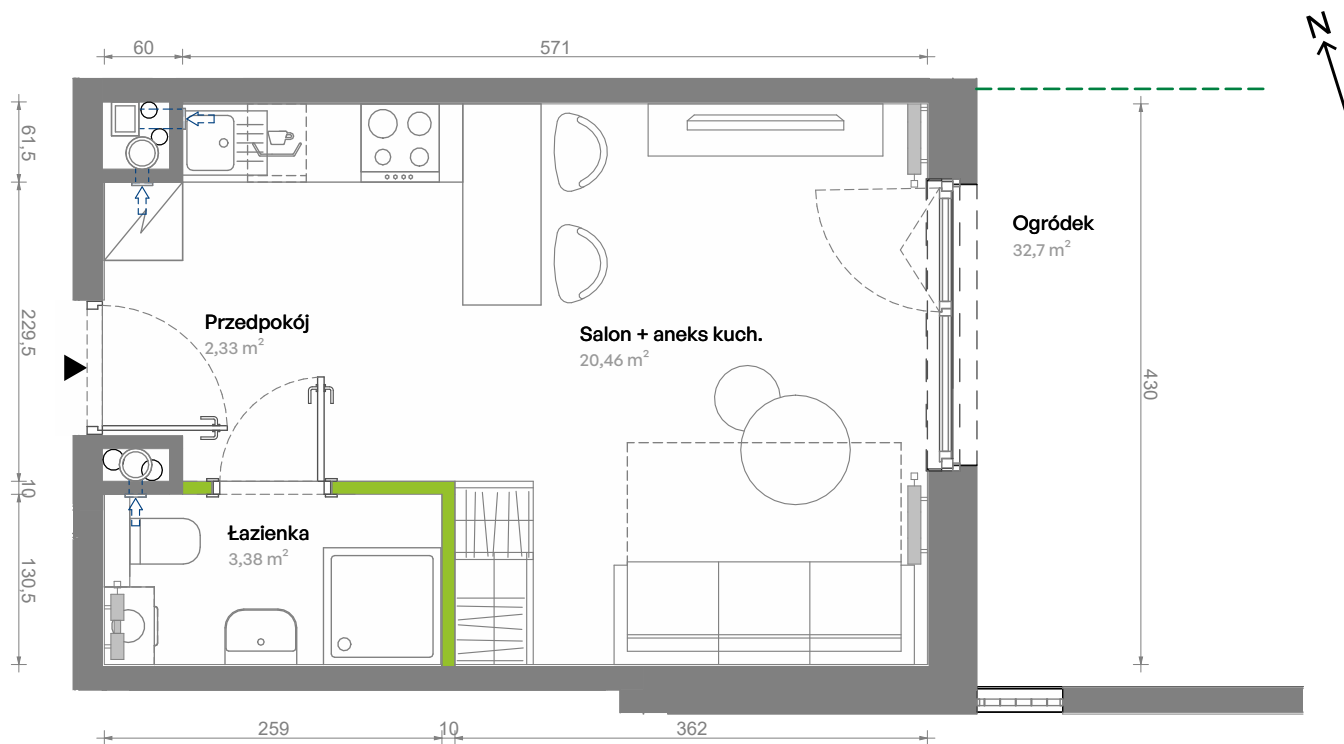 60
571
N
61,5
Ogródek
32,7 m²
Przedpokój
2,33 m²
229,5
Salon + aneks kuch.
20,46 m²
430
10
Łazienka
3,38 m²
130,5
259
10
362